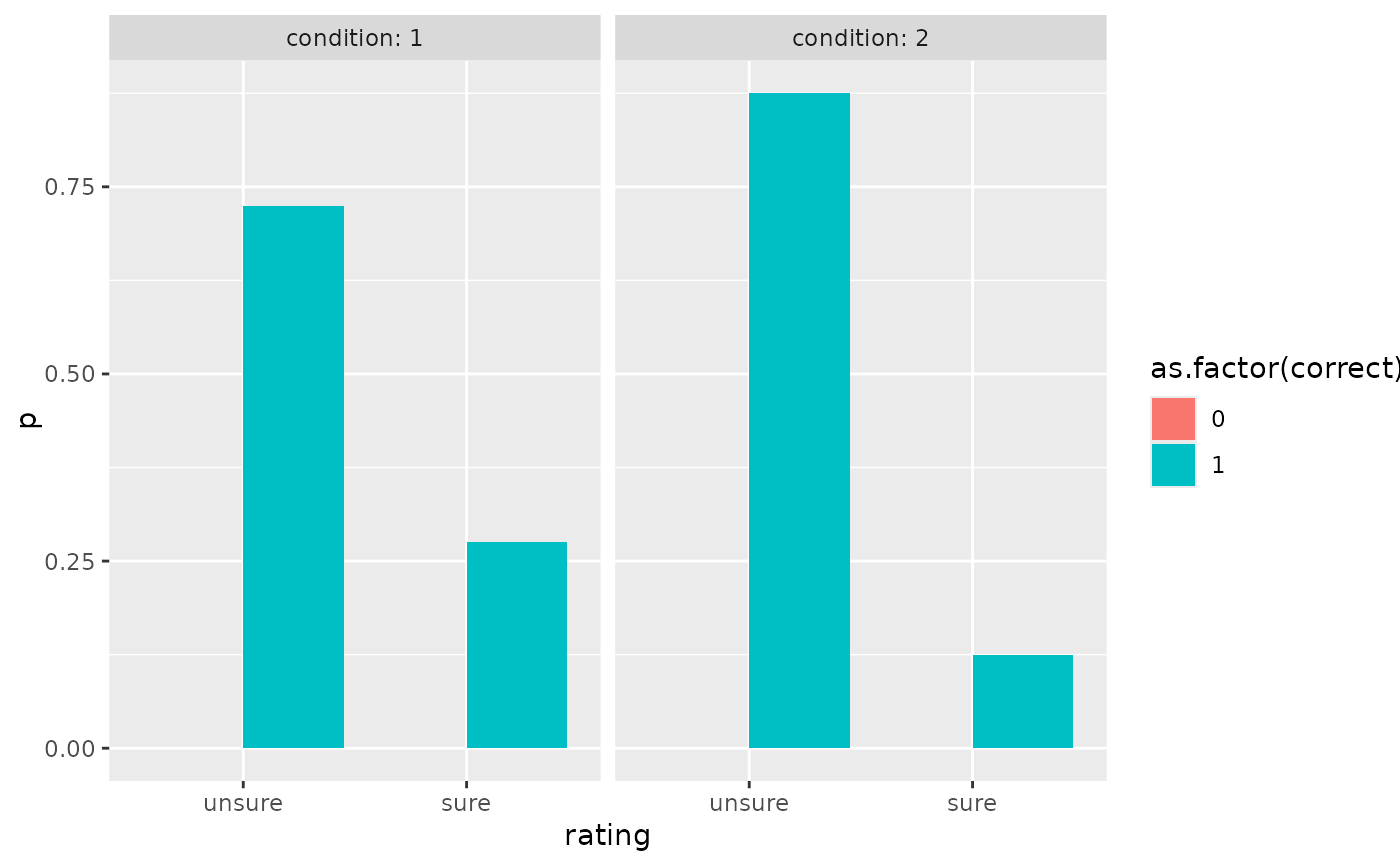 condition: 1
condition: 2
0.75
0.50
0.25
0.00
p
unsure
sure
unsure
sure
rating
as.factor(correct)
0
1